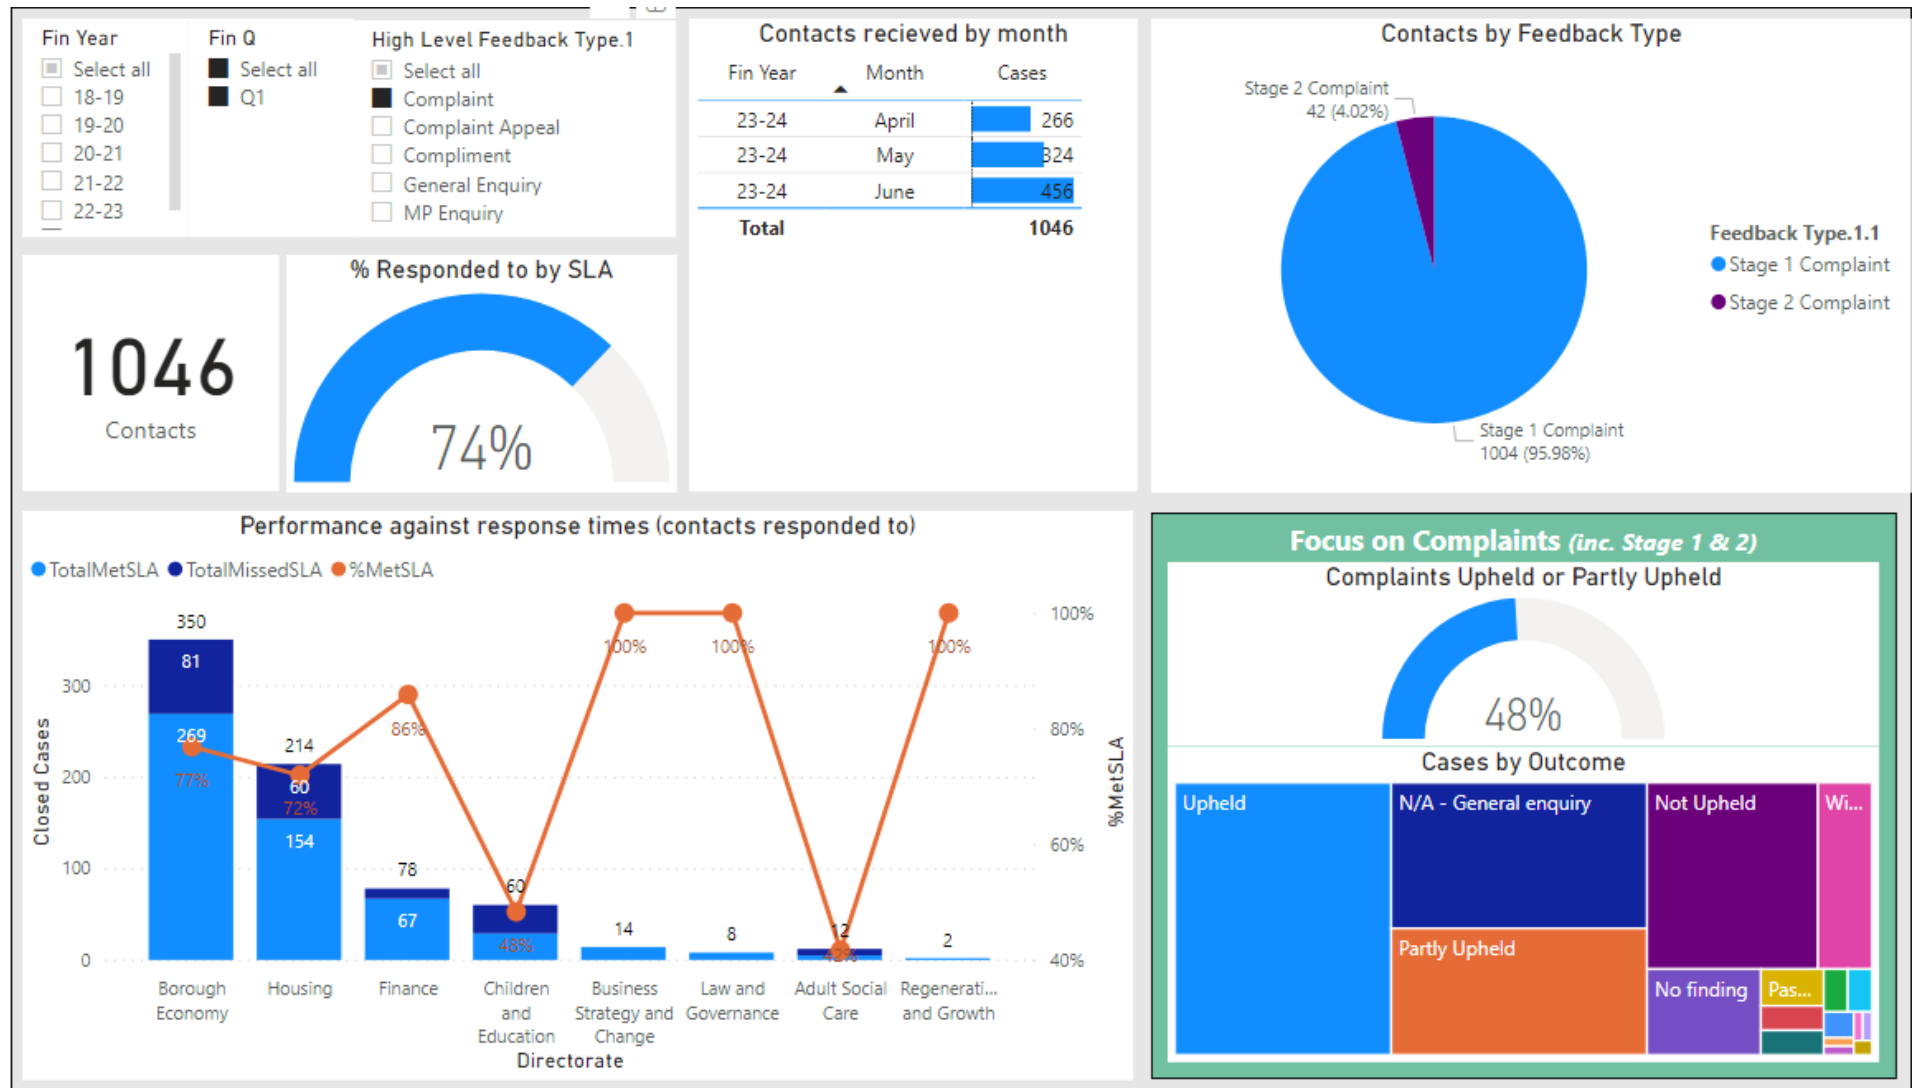 Fin Year
Select all
18-19
19-20
20-21
21-22
22-23
Fin Q
Select all
Q1
High Level Feedback Type.1
Select all
Complaint
Complaint Appeal
Compliment
General Enquiry
MP Enquiry
Contacts recieved by month
Fin Year Month Cases
23-24 April 266
23-24 May 324
23-24 June 456
Total 1046
Contacts by Feedback Type
Stage 2 Complaint
42 (4.02%)
Stage 1 Complaint
1004 (95.98%)
Feedback Type.1.1
Stage 1 Complaint
Stage 2 Complaint
1046
Contacts
% Responded to by SLA
74%
Performance against response times (contacts responded to)
TotalMetSLA TotalMissedSLA %MetSLA
Closed Cases
300
200
100
0
350
81
269
77%
214
60
72%
154
78
86%
67
60
48%
14
100%
8
100%
12
42%
2
100%
100%
80%
60%
40%
%MetSLA
Borough
Economy
Housing
Finance
Children
and
Education
Business
Strategy and
Change
Law and
Governance
Adult Social
Care
Regenerati...
and Growth
Directorate
Focus on Complaints (inc. Stage 1 & 2)
Complaints Upheld or Partly Upheld
48%
Cases by Outcome
Upheld
N/A - General enquiry
Partly Upheld
Not Upheld
Wi...
No finding
Pas...